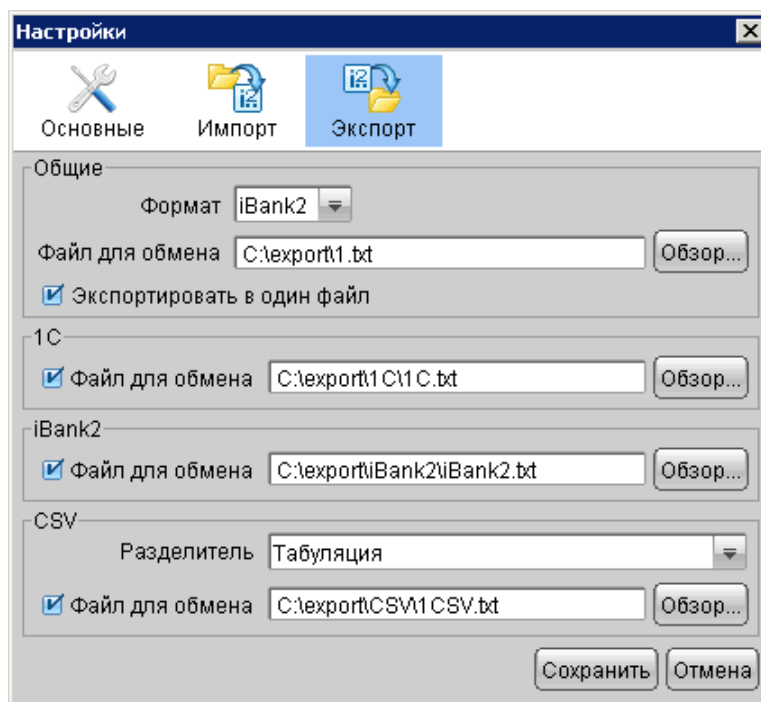 Настройки
Основные Импорт Экспорт
Общие
Формат iBank2
Файл для обмена C:\export\1.txt Обзор...
Экспортировать в один файл
1C
Файл для обмена C:\export\1C\1C.txt Обзор...
iBank2
Файл для обмена C:\export\iBank2\iBank2.txt Обзор...
CSV
Разделитель Табуляция
Файл для обмена C:\export\CSV\1CSV.txt Обзор...
Сохранить Отмена